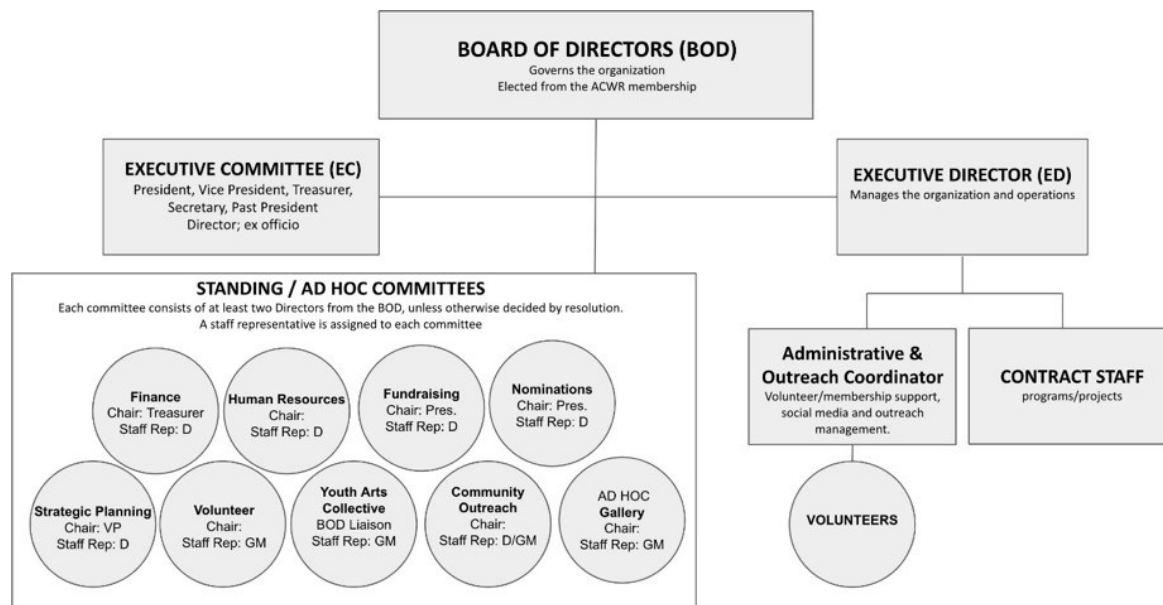 BOARD OF DIRECTORS (BOD)
Governs the organization
Elected from the ACWR membership
EXECUTIVE COMMITTEE (EC)
President, Vice President, Treasurer,
Secretary, Past President
Director; ex officio
EXECUTIVE DIRECTOR (ED)
Manages the organization and operations
STANDING / AD HOC COMMITTEES
Each committee consists of at least two Directors from the BOD, unless otherwise decided by resolution.
A staff representative is assigned to each committee
Finance
Chair: Treasurer
Staff Rep: D
Human Resources
Chair:
Staff Rep: D
Fundraising
Chair: Pres.
Staff Rep: D
Nominations
Chair: Pres.
Staff Rep: D
Strategic Planning
Chair: VP
Staff Rep: D
Volunteer
Chair:
Staff Rep: GM
Youth Arts
Collective
BOD Liaison
Staff Rep: GM
Community
Outreach
Chair:
Staff Rep: D/GM
AD HOC
Gallery
Chair:
Staff Rep: GM
Administrative &
Outreach Coordinator
Volunteer/membership support,
social media and outreach
management.
CONTRACT STAFF
programs/projects
VOLUNTEERS